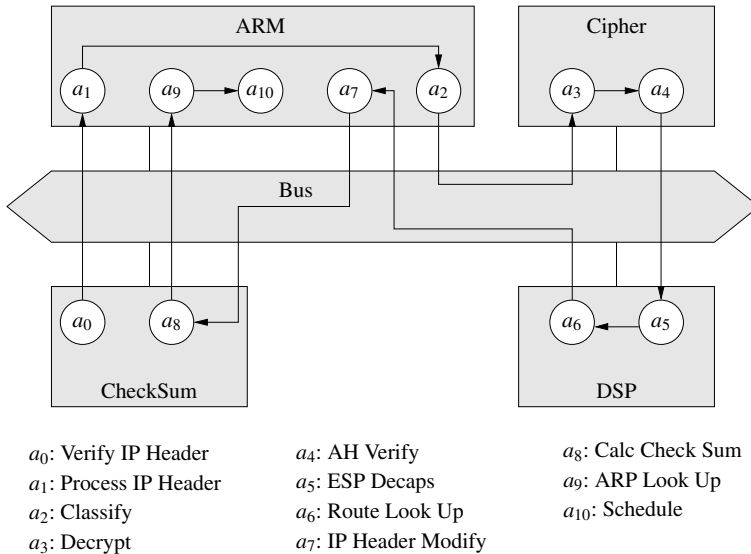 ARM
Cipher
a1 a9 a10 a7 a2 a3 a4
Bus
a0 a8 a6 a5
CheckSum
DSP
a0: Verify IP Header
a1: Process IP Header
a2: Classify
a3: Decrypt
a4: AH Verify
a5: ESP Decaps
a6: Route Look Up
a7: IP Header Modify
a8: Calc Check Sum
a9: ARP Look Up
a10: Schedule